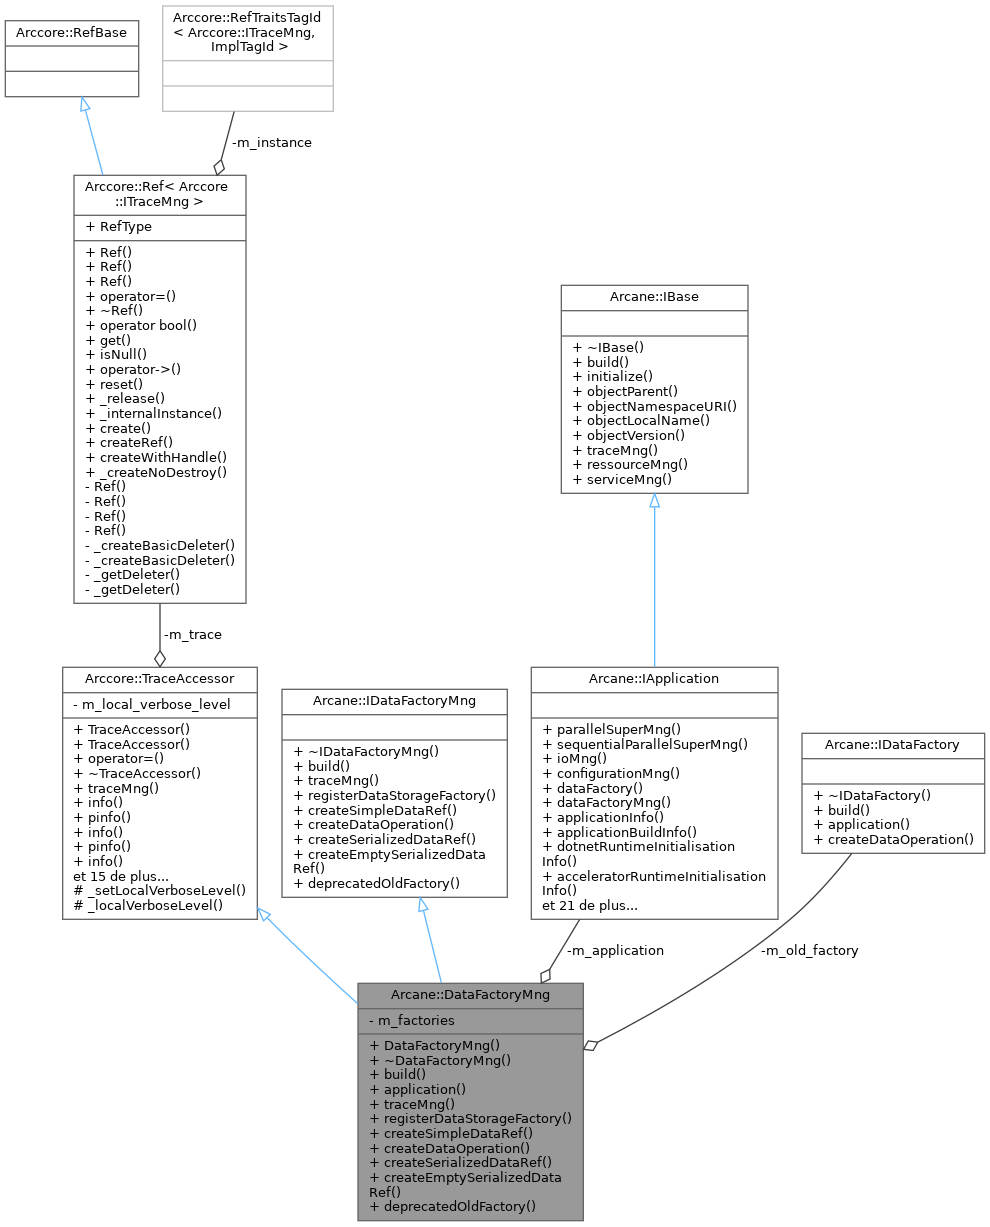 Arccore::RefBase
Arccore::RefTraitsTagId
< Arccore::ITraceMng,
ImplTagId >
-m_instance
Arccore::Ref< Arccore
::ITraceMng >
+ RefType
+ Ref()
+ Ref()
+ Ref()
+ operator=()
+ ~Ref()
+ operator bool()
+ get()
+ isNull()
+ operator->()
+ reset()
+ _release()
+ _internalInstance()
+ create()
+ createRef()
+ createWithHandle()
+ _createNoDestroy()
- Ref()
- Ref()
- Ref()
- Ref()
- _createBasicDeleter()
- _createBasicDeleter()
- _getDeleter()
- _getDeleter()
Arcane::IBase
+ ~IBase()
+ build()
+ initialize()
+ objectParent()
+ objectNamespaceURI()
+ objectLocalName()
+ objectVersion()
+ traceMng()
+ ressourceMng()
+ serviceMng()
-m_trace
Arccore::TraceAccessor
- m_local_verbose_level
+ TraceAccessor()
+ TraceAccessor()
+ operator=()
+ ~TraceAccessor()
+ traceMng()
+ info()
+ pinfo()
+ info()
+ pinfo()
+ info()
et 15 de plus...
# _setLocalVerboseLevel()
# _localVerboseLevel()
Arcane::IDataFactoryMng
+ ~IDataFactoryMng()
+ build()
+ traceMng()
+ registerDataStorageFactory()
+ createSimpleDataRef()
+ createDataOperation()
+ createSerializedDataRef()
+ createEmptySerializedData
Ref()
+ deprecatedOldFactory()
Arcane::IApplication
+ parallelSuperMng()
+ sequentialParallelSuperMng()
+ ioMng()
+ configurationMng()
+ dataFactory()
+ dataFactoryMng()
+ applicationInfo()
+ applicationBuildInfo()
+ dotnetRuntimeInitialisation
Info()
+ acceleratorRuntimeInitialisation
Info()
et 21 de plus...
Arcane::IDataFactory
+ ~IDataFactory()
+ build()
+ application()
+ createDataOperation()
-m_application
-m_old_factory
Arcane::DataFactoryMng
- m_factories
+ DataFactoryMng()
+ ~DataFactoryMng()
+ build()
+ application()
+ traceMng()
+ registerDataStorageFactory()
+ createSimpleDataRef()
+ createDataOperation()
+ createSerializedDataRef()
+ createEmptySerializedData
Ref()
+ deprecatedOldFactory()